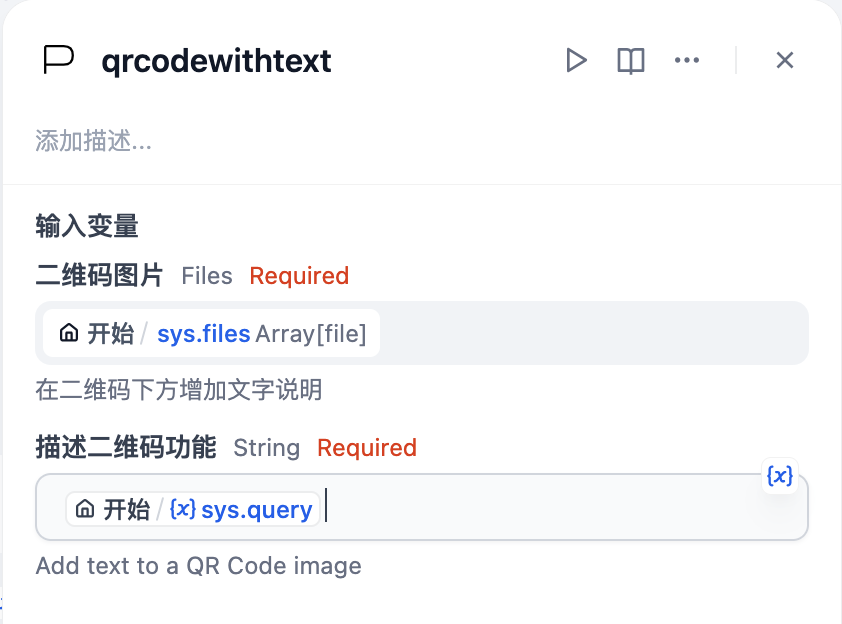 qrcodewithtext
添加描述...
输入变量
二维码图片 Files Required
开始 / sys.files Array[file]
在二维码下方增加文字说明
描述二维码功能 String Required
{x}
开始 / {x} sys.query
Add text to a QR Code image